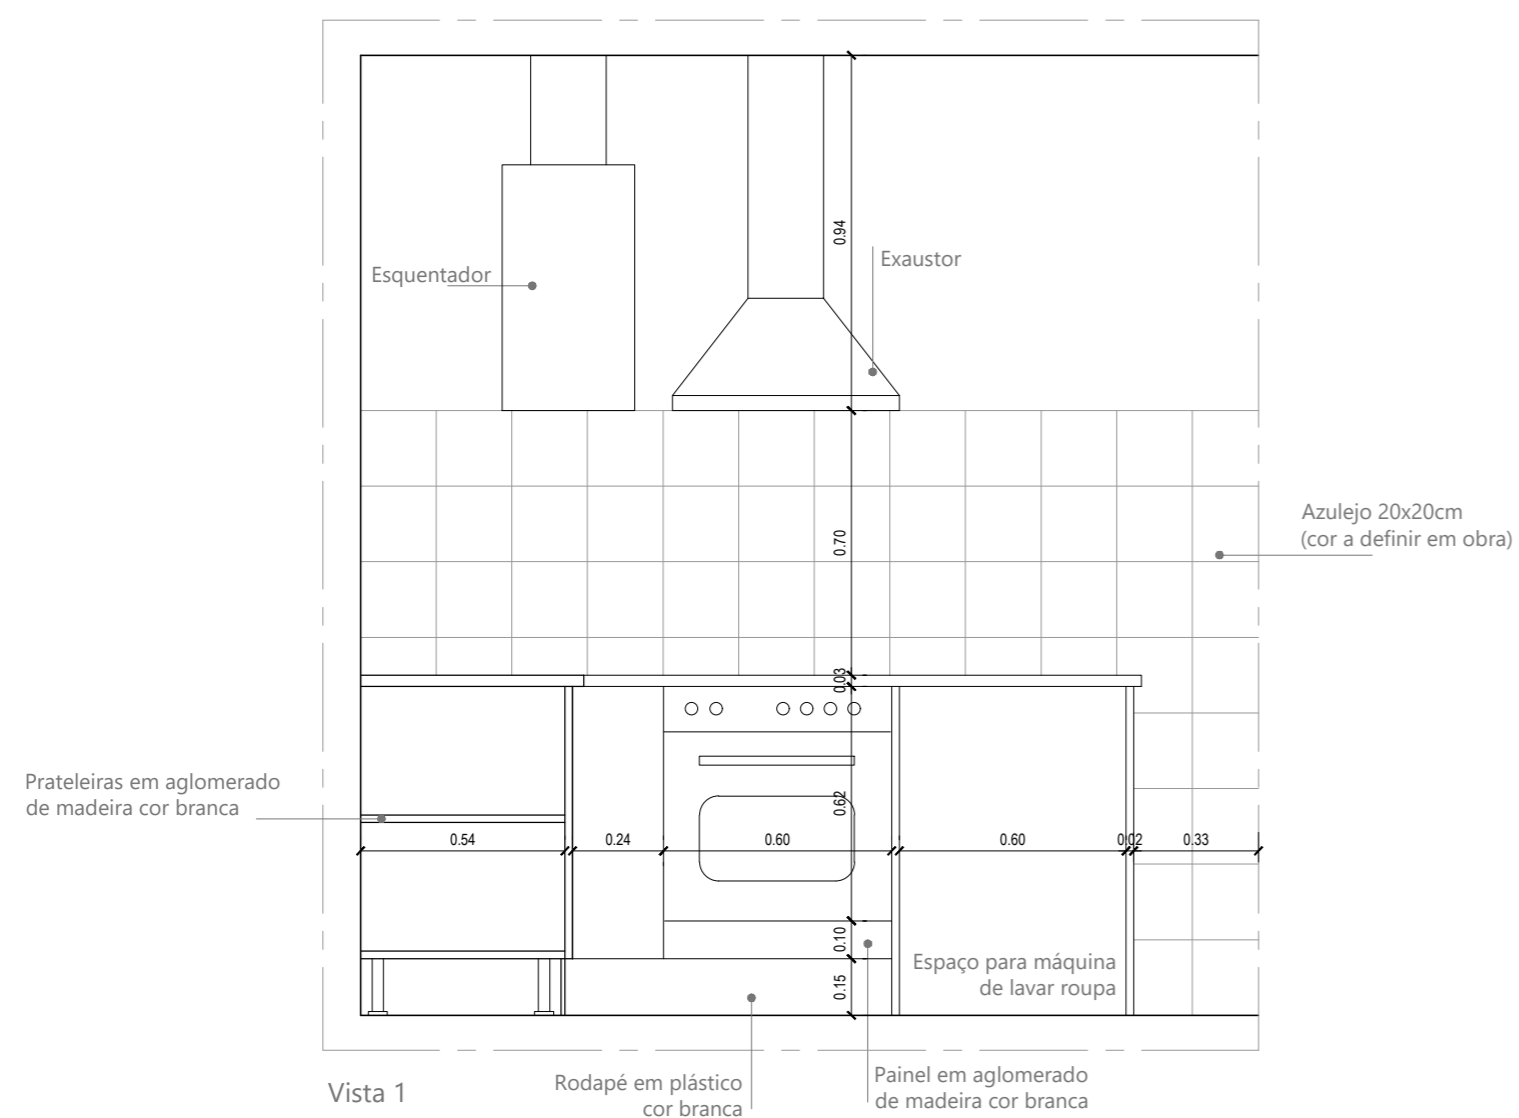 0.94
Exaustor
Esquentador
Azulejo 20x20cm
(cor a definir em obra)
0.70
0.03
Prateleiras em aglomerado
de madeira cor branca
0.62
0.54
0.24
0.60
0.60
0.02
0.33
0.10
Espaço para máquina
de lavar roupa
0.15
Vista 1
Rodapé em plástico
cor branca
Painel em aglomerado
de madeira cor branca